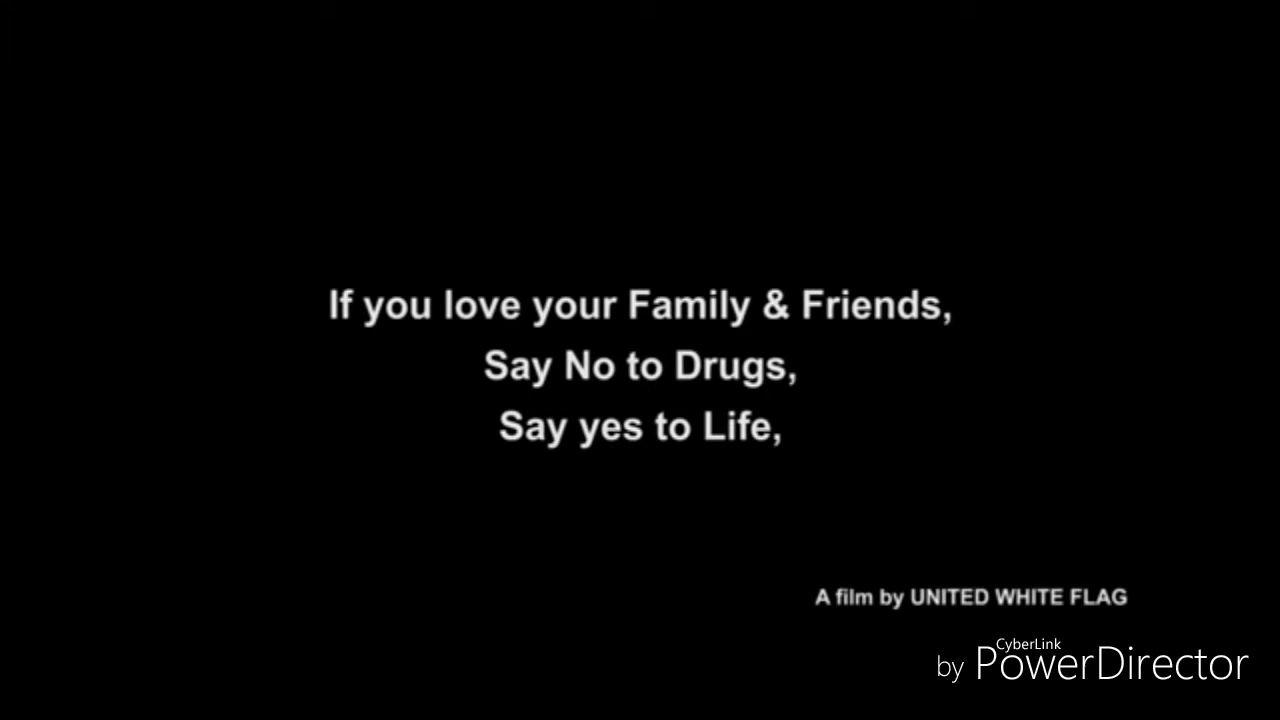 If you love your Family & Friends,
Say No to Drugs,
Say yes to Life,
A film by UNITED WHITE FLAG
CyberLink
by PowerDirector